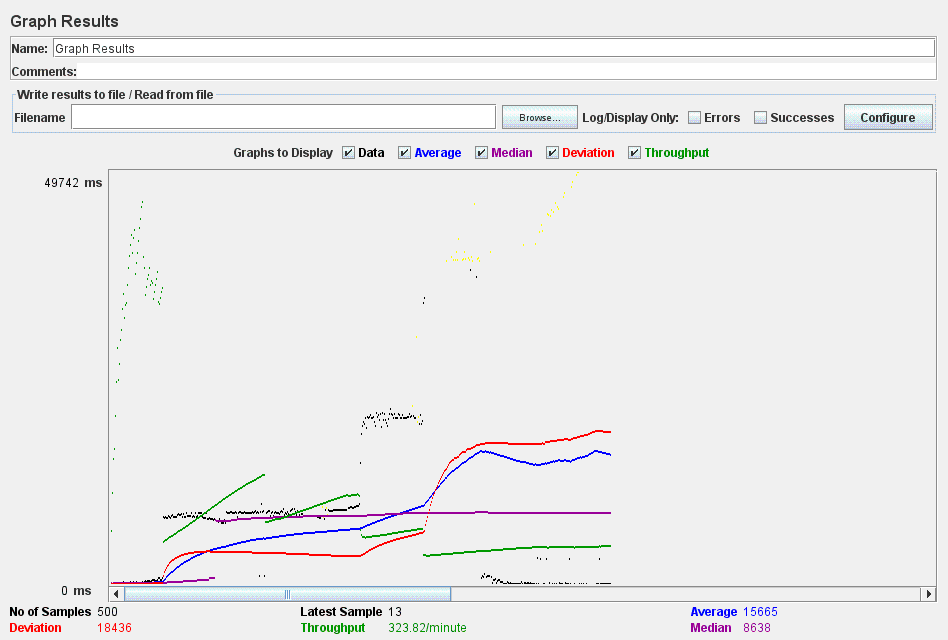 Graph Results
Name: Graph Results
Comments:
Write results to file / Read from file
Filename Browse... Log/Display Only: Errors Successes Configure
Graphs to Display Data Average Median Deviation Throughput
49742 ms
0 ms
No of Samples 500 Latest Sample 13 Average 15665
Deviation 18436 Throughput 323.82/minute Median 8638